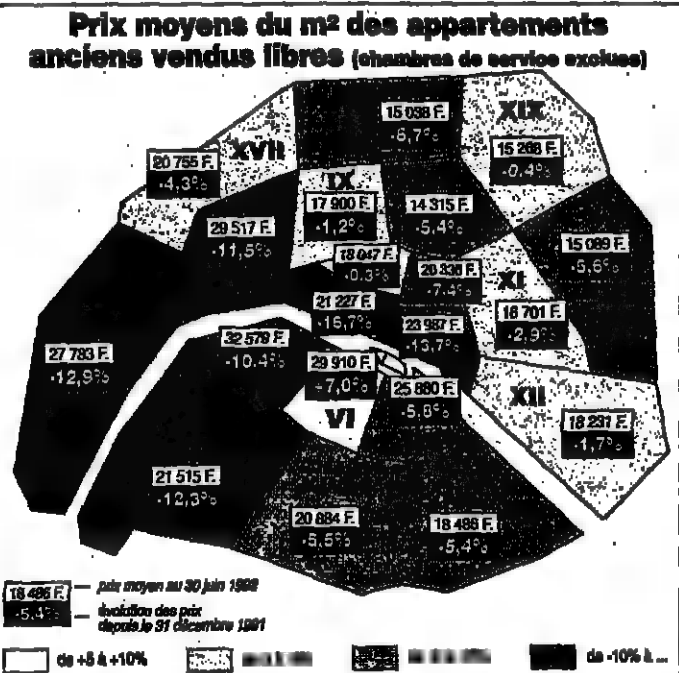 Prix moyens du m² des appartements
anciens vendus libres (chambres de service exclues)
XIX
15 038 F.
-6,7%
XVII
15 268 F.
-0,4%
20 755 F.
-4,3%
IX
17 900 F.
-1,2%
14 315 F.
-5,4%
29 517 F.
-11,5%
15 089 F.
-5,6%
18 047 F.
-0,3%
-7,4%
XI
21 227 F.
16 701 F.
-2,9%
23 987 F.
-13,7%
32 579 F.
-10.4%
27 783 F.
-12,9%
29 910 F.
+7,0%
25 880 F.
-5,8%
XII
VI
18 231 F.
-1,7%
21 515 F.
-12,3%
20 884 F.
-5,5%
18 486 F.
-5,4%
18 486 F.
-5,4%
prix moyen au 30 juin 1992
évolution des prix
depuis le 31 décembre 1991
de +5 à +10%
de -10% à ...